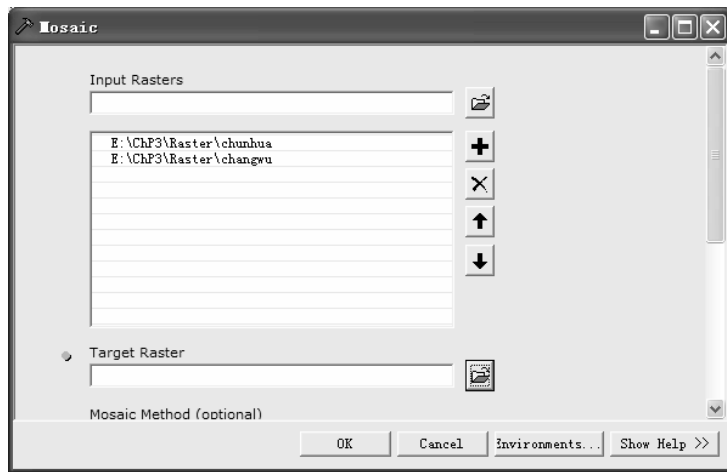 Mosaic
Input Rasters
E:\ChP3\Raster\chunhua
E:\ChP3\Raster\changwu
Target Raster
Mosaic Method (optional)
OK Cancel Environments... Show Help >>